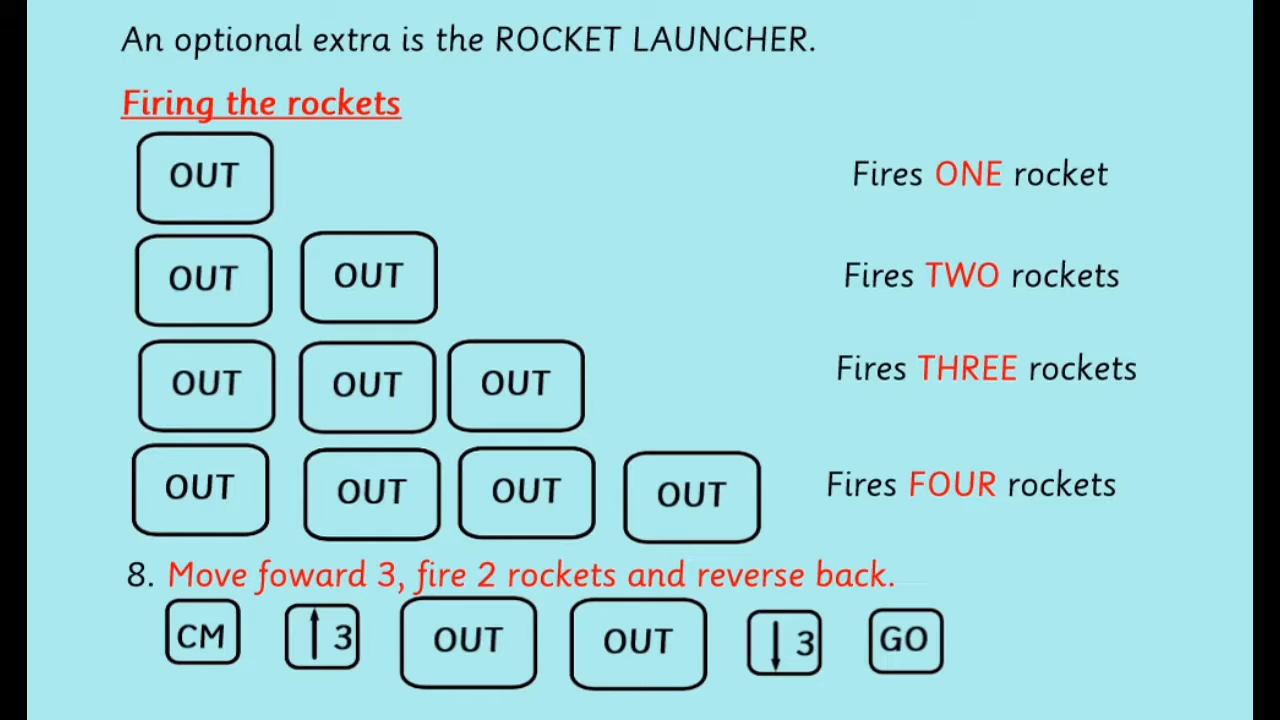 An optional extra is the ROCKET LAUNCHER.
Firing the rockets
OUT Fires ONE rocket
OUT OUT Fires TWO rockets
OUT OUT OUT Fires THREE rockets
OUT OUT OUT OUT Fires FOUR rockets
8. Move foward 3, fire 2 rockets and reverse back.
CM ↑ 3 OUT OUT ↓ 3 GO